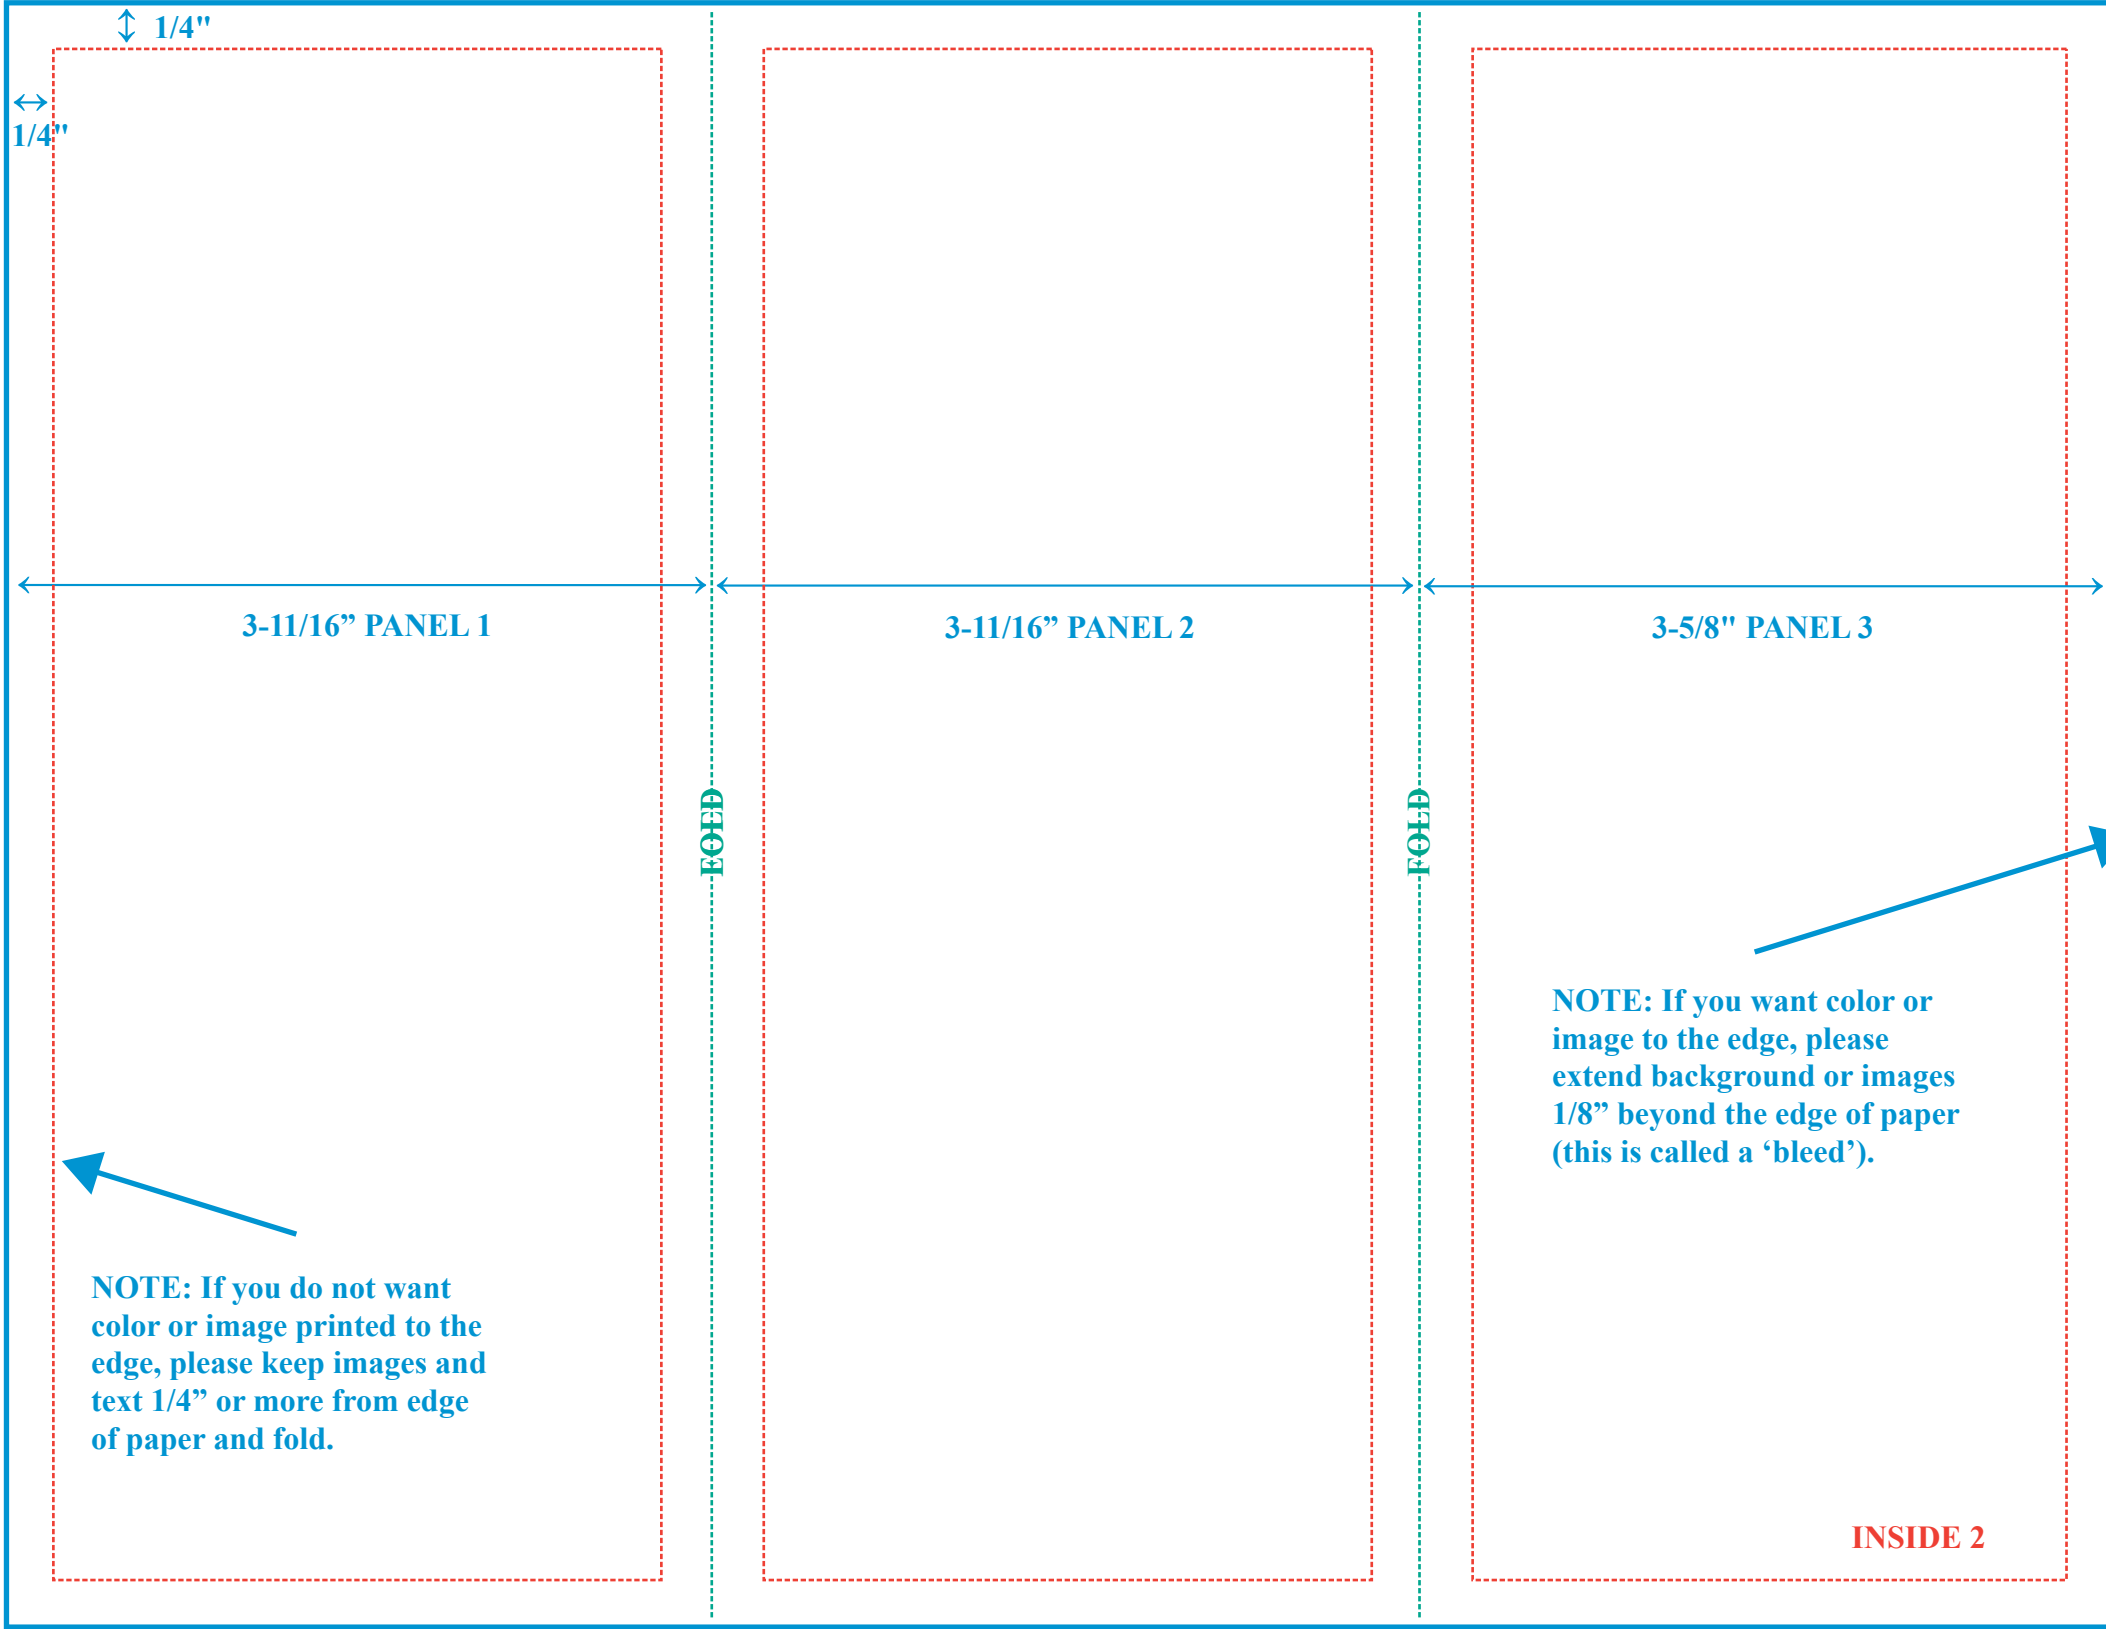 1/4"
1/4"
3-11/16” PANEL 1
3-11/16” PANEL 2
3-5/8" PANEL 3
FOLD
FOLD
NOTE: If you want color or
image to the edge, please
extend background or images
1/8” beyond the edge of paper
(this is called a ‘bleed’).
NOTE: If you do not want
color or image printed to the
edge, please keep images and
text 1/4” or more from edge
of paper and fold.
INSIDE 2